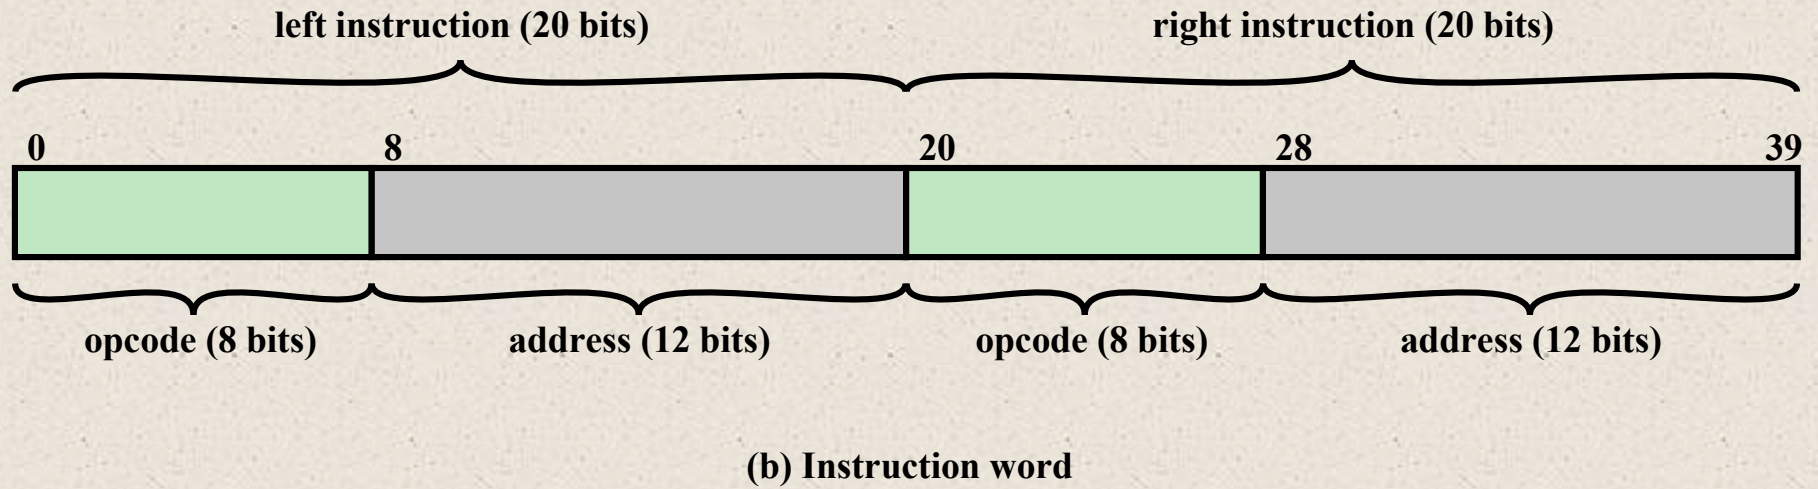 left instruction (20 bits) right instruction (20 bits)
0 8 20 28 39
opcode (8 bits) address (12 bits) opcode (8 bits) address (12 bits)
(b) Instruction word